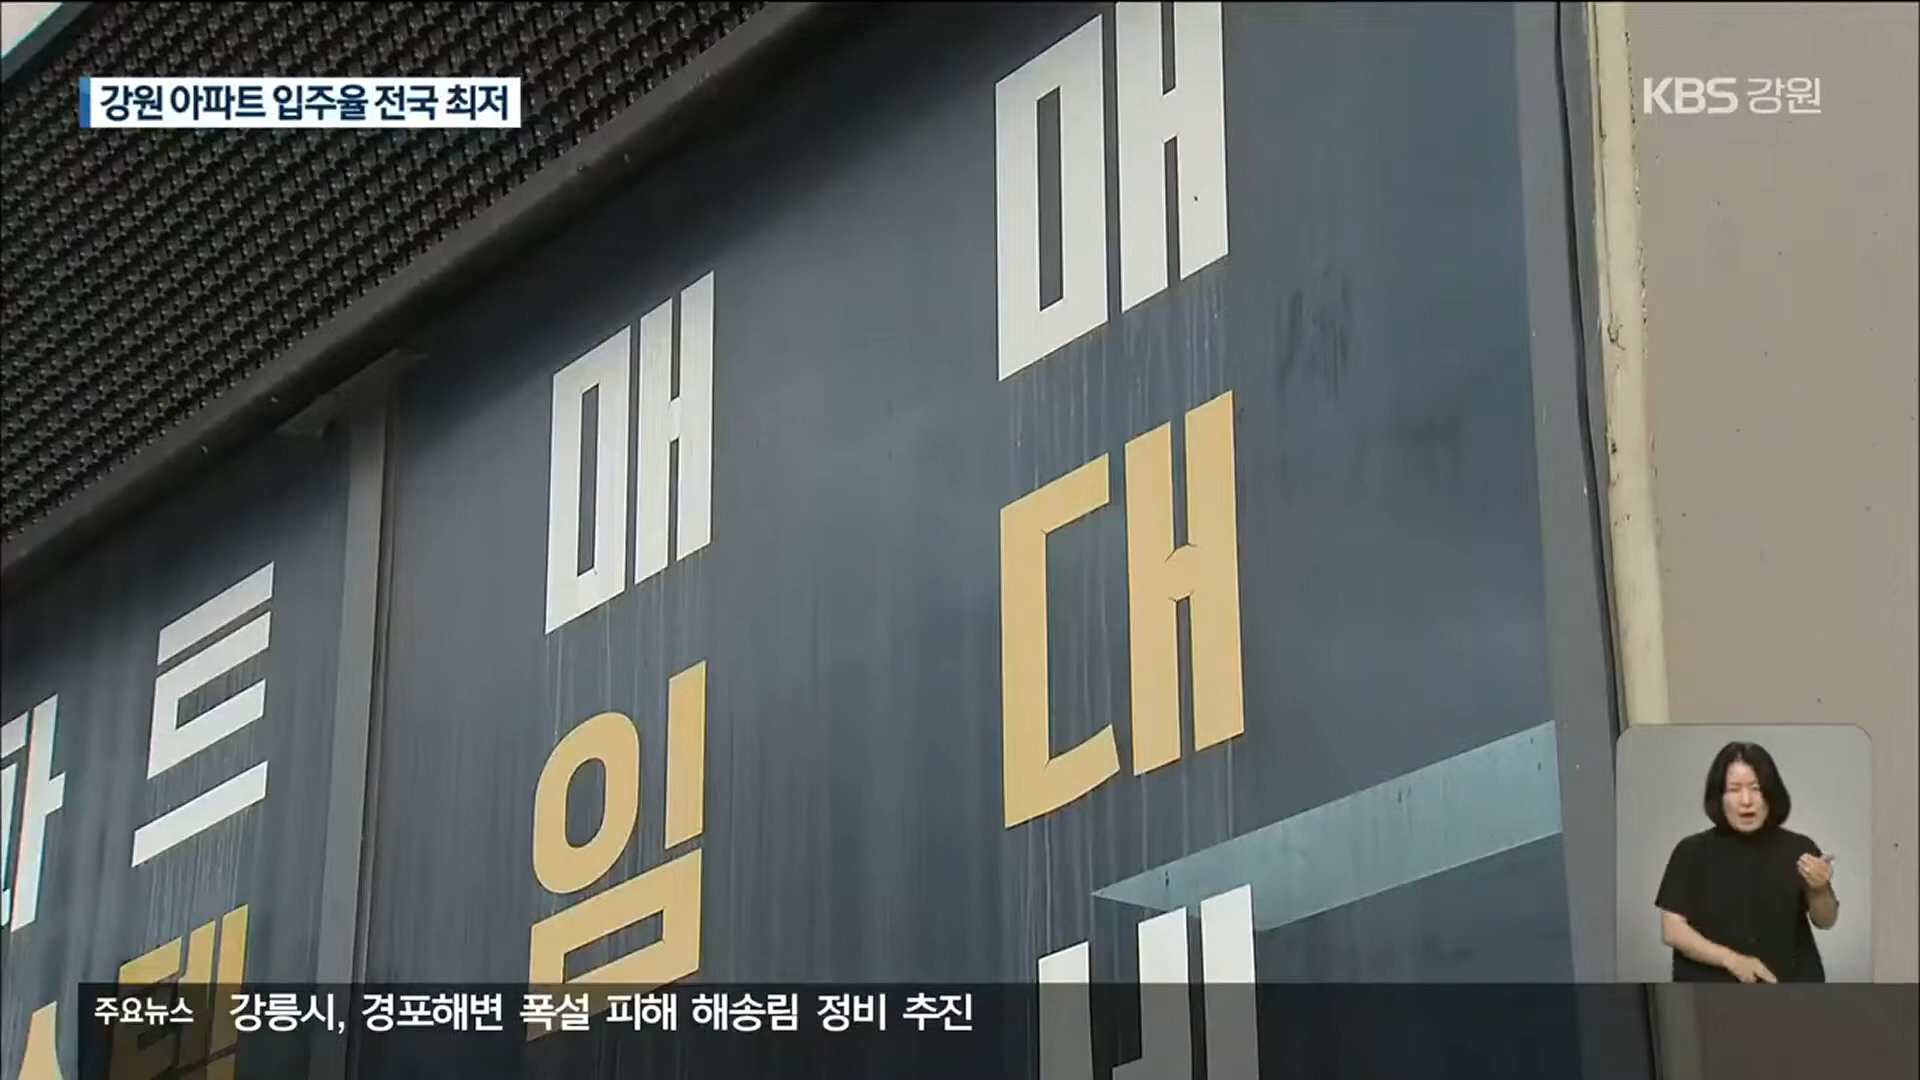 강원 아파트 입주율 전국 최저
KBS 강원
매매
임대
파트
텔
주요뉴스 강릉시, 경포해변 폭설 피해 해송림 정비 추진